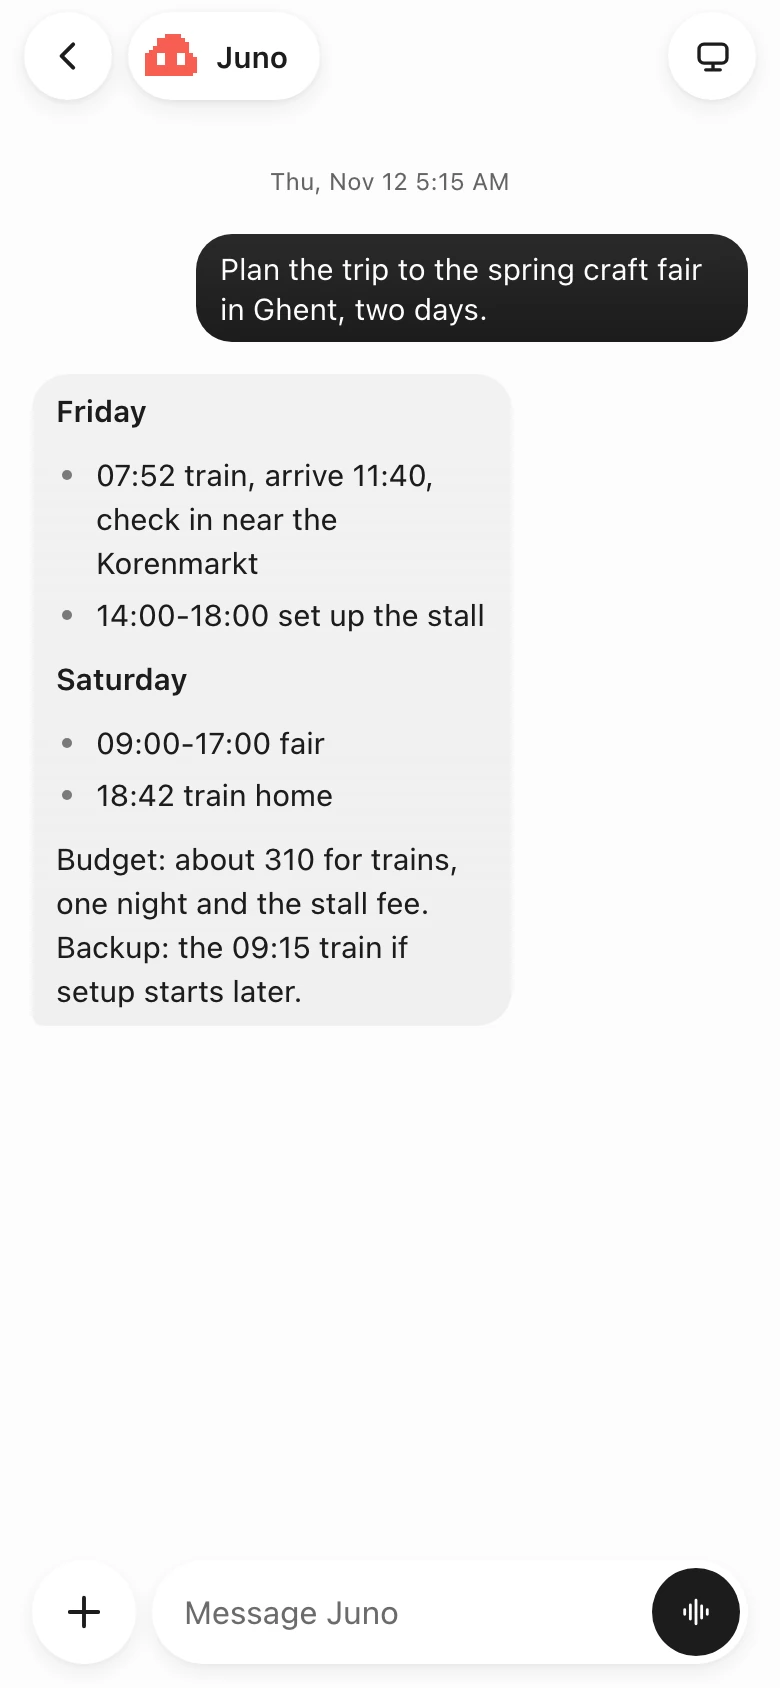 Juno
Thu, Nov 12 5:15 AM
Plan the trip to the spring craft fair
in Ghent, two days.
Friday
• 07:52 train, arrive 11:40,
check in near the
Korenmarkt
• 14:00-18:00 set up the stall
Saturday
• 09:00-17:00 fair
• 18:42 train home
Budget: about 310 for trains,
one night and the stall fee.
Backup: the 09:15 train if
setup starts later.
Message Juno